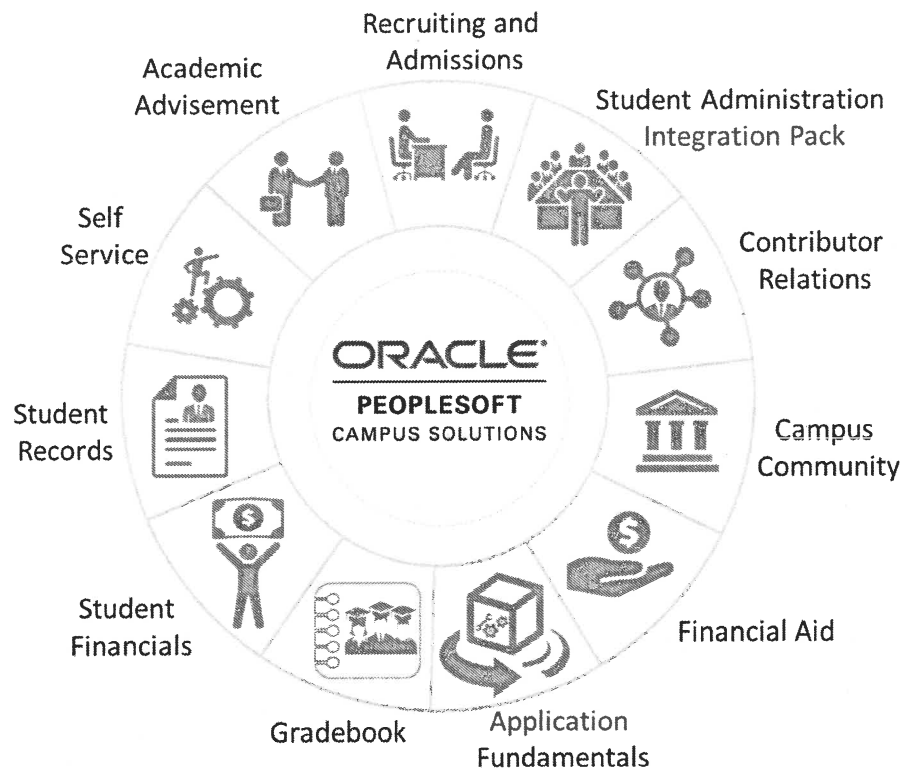 Recruiting and
Admissions
Student Administration
Integration Pack
Contributor
Relations
Campus
Community
Financial Aid
Application
Fundamentals
Gradebook
Student
Financials
Student
Records
Self
Service
Academic
Advisement
ORACLE
PEOPLESOFT
CAMPUS SOLUTIONS